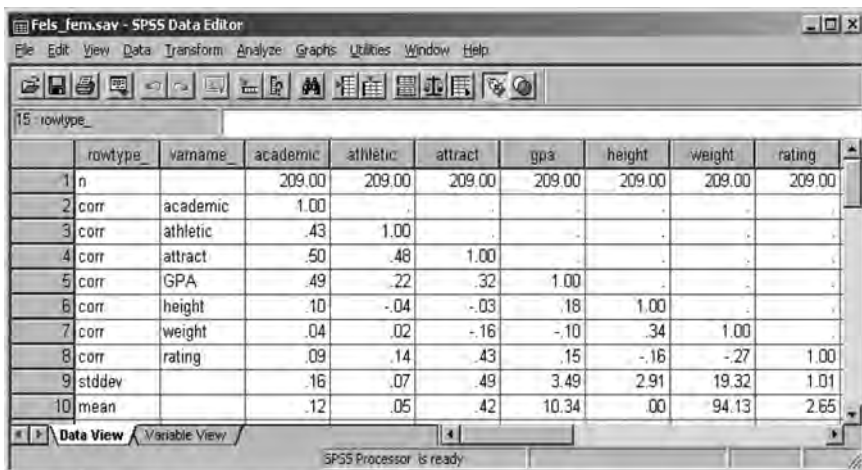 Fels_fem.sav - SPSS Data Editor
File Edit View Data Transform Analyze Graphs Utilities Window Help
15 : rowtype_
rowtype_ varname_ academic athletic attract gpa height weight rating
1 n 209.00 209.00 209.00 209.00 209.00 209.00 209.00
2 corr academic 1.00 . . . . . .
3 corr athletic .43 1.00 . . . . .
4 corr attract .50 .48 1.00 . . . .
5 corr GPA .49 .22 .32 1.00 . . .
6 corr height .10 -.04 -.03 .18 1.00 . .
7 corr weight .04 .02 -.16 -.10 .34 1.00 .
8 corr rating .09 .14 .43 .15 -.16 -.27 1.00
9 stddev .16 .07 .49 3.49 2.91 19.32 1.01
10 mean .12 .05 .42 10.34 .00 94.13 2.65
Data View Variable View
SPSS Processor is ready